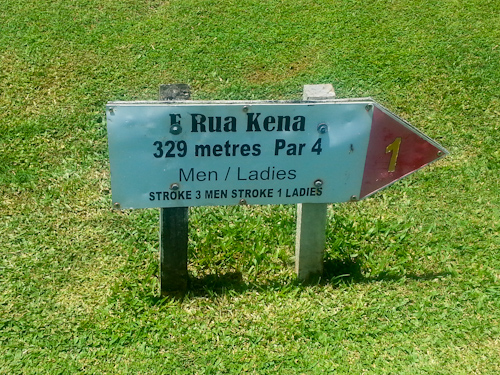 E Rua Kena
329 metres Par 4
Men / Ladies
STROKE 3 MEN STROKE 1 LADIES
1